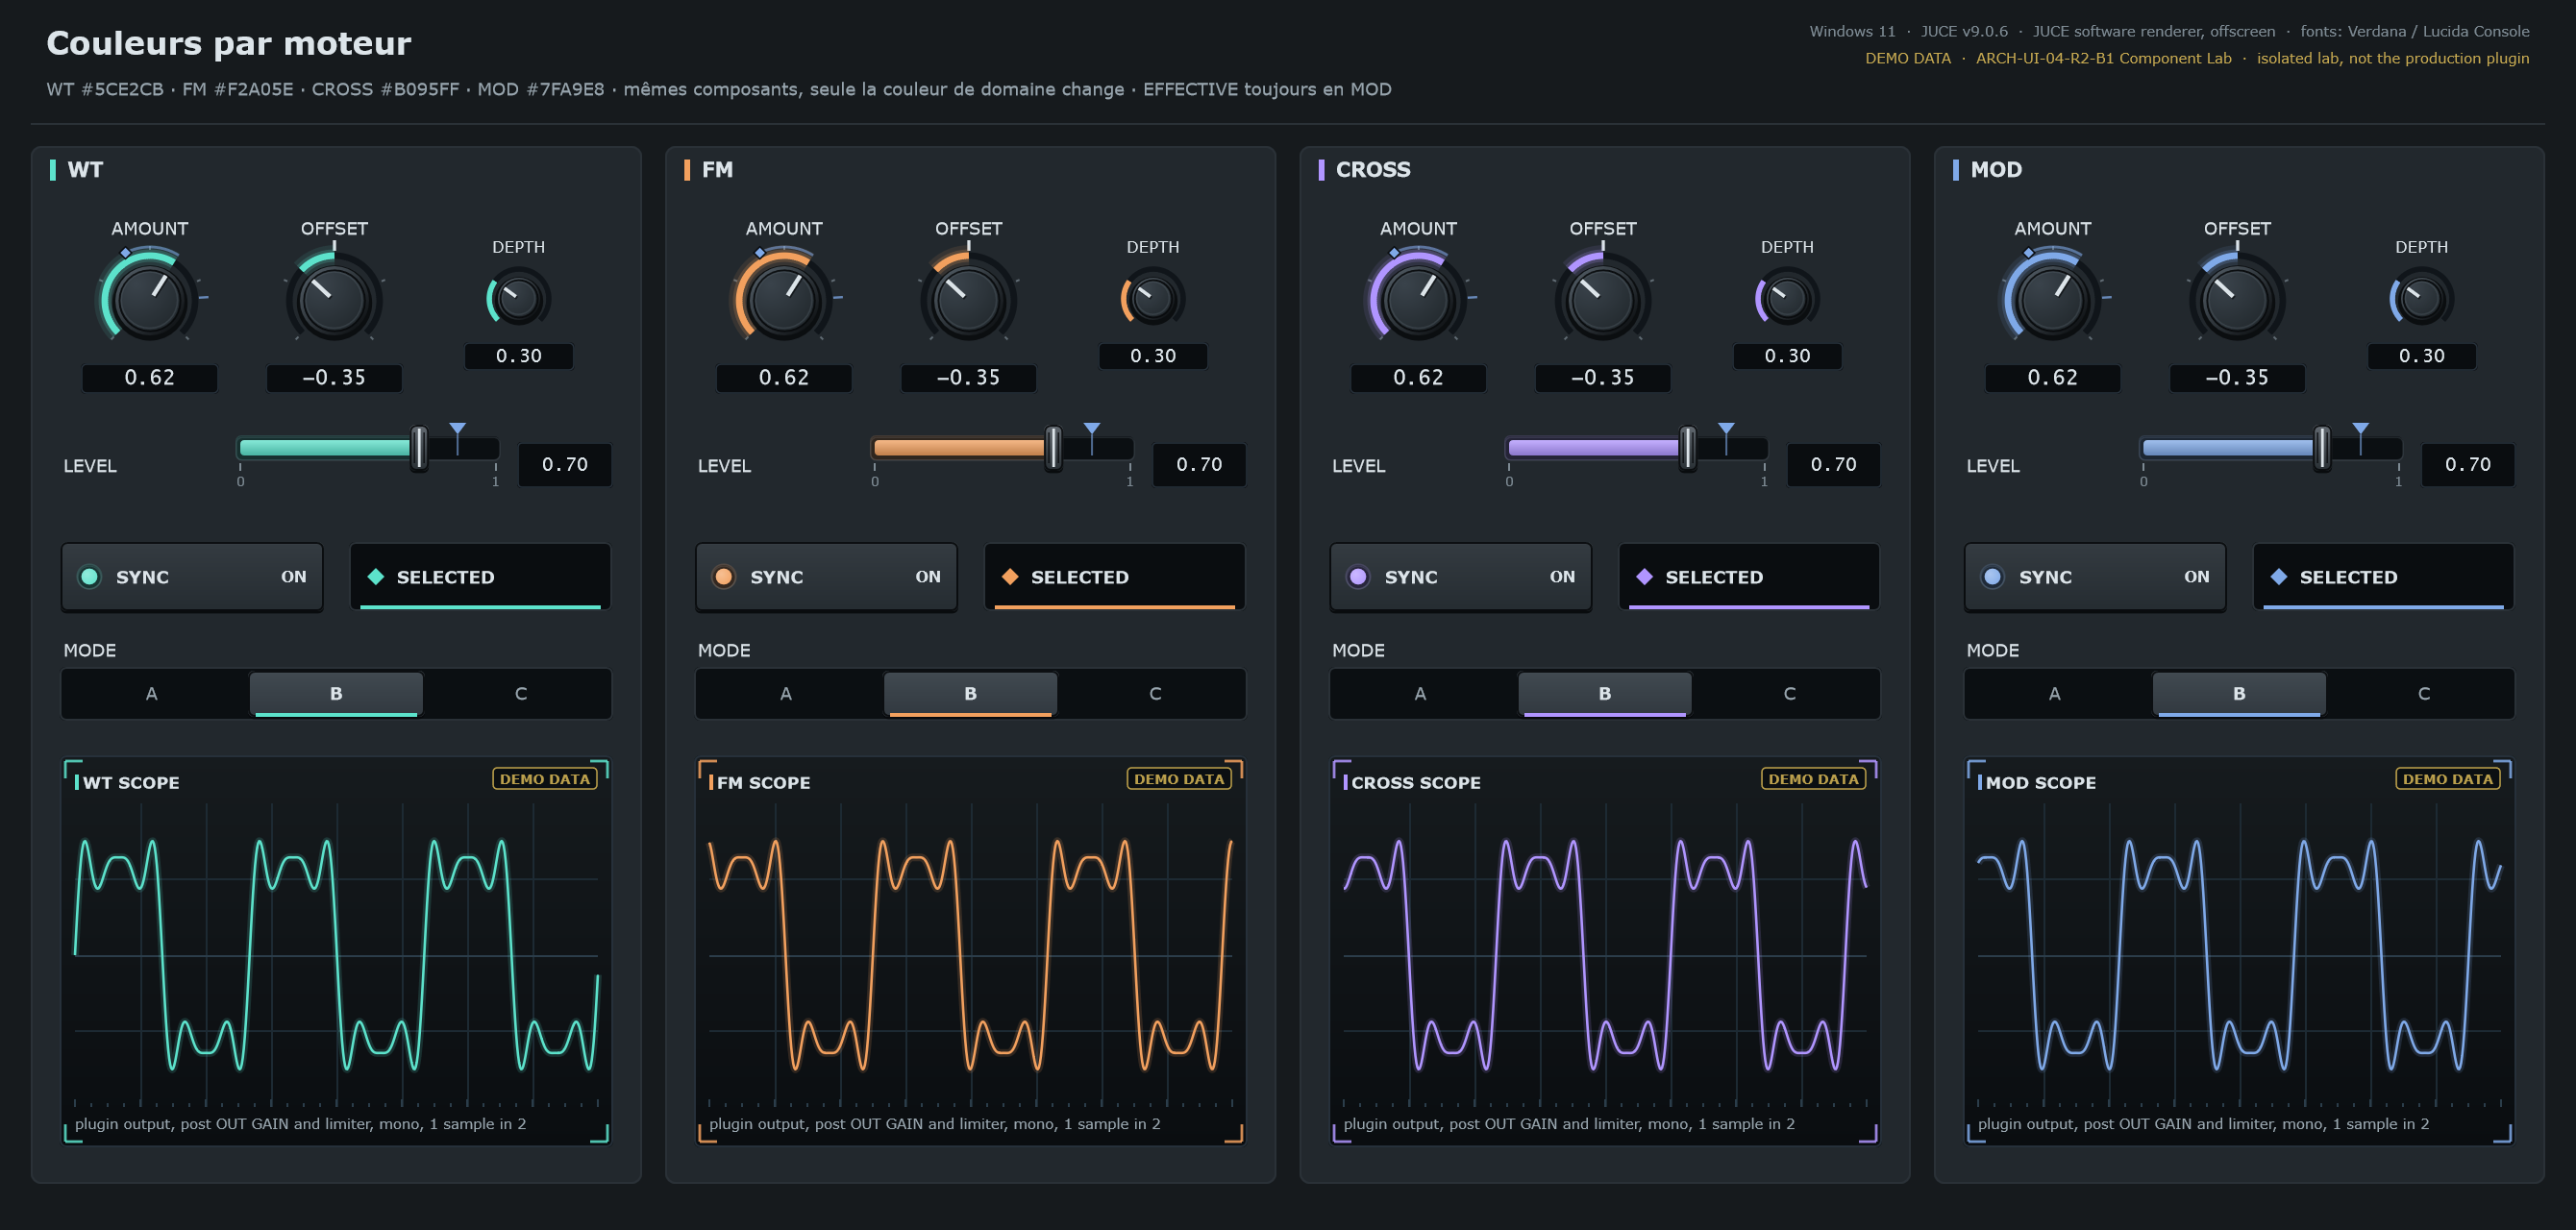 Couleurs par moteur
Windows 11 · JUCE v9.0.6 · JUCE software renderer, offscreen · fonts: Verdana / Lucida Console
DEMO DATA · ARCH-UI-04-R2-B1 Component Lab · isolated lab, not the production plugin
WT #5CE2CB · FM #F2A05E · CROSS #B095FF · MOD #7FA9E8 · mêmes composants, seule la couleur de domaine change · EFFECTIVE toujours en MOD
WT
AMOUNT
OFFSET
DEPTH
0.62
−0.35
0.30
LEVEL
0
1
0.70
SYNC
ON
SELECTED
MODE
A
B
C
WT SCOPE
DEMO DATA
plugin output, post OUT GAIN and limiter, mono, 1 sample in 2
FM
AMOUNT
OFFSET
DEPTH
0.62
−0.35
0.30
LEVEL
0
1
0.70
SYNC
ON
SELECTED
MODE
A
B
C
FM SCOPE
DEMO DATA
plugin output, post OUT GAIN and limiter, mono, 1 sample in 2
CROSS
AMOUNT
OFFSET
DEPTH
0.62
−0.35
0.30
LEVEL
0
1
0.70
SYNC
ON
SELECTED
MODE
A
B
C
CROSS SCOPE
DEMO DATA
plugin output, post OUT GAIN and limiter, mono, 1 sample in 2
MOD
AMOUNT
OFFSET
DEPTH
0.62
−0.35
0.30
LEVEL
0
1
0.70
SYNC
ON
SELECTED
MODE
A
B
C
MOD SCOPE
DEMO DATA
plugin output, post OUT GAIN and limiter, mono, 1 sample in 2